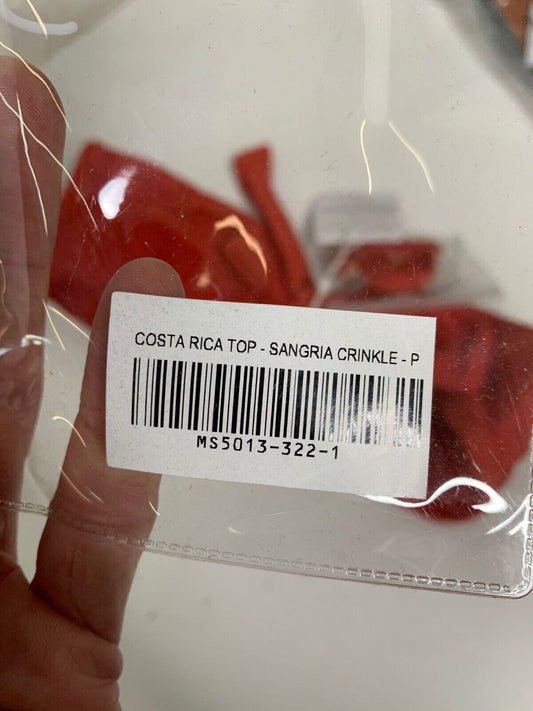 COSTA RICA TOP - SANGRIA CRINKLE - P
MS5013-322-1